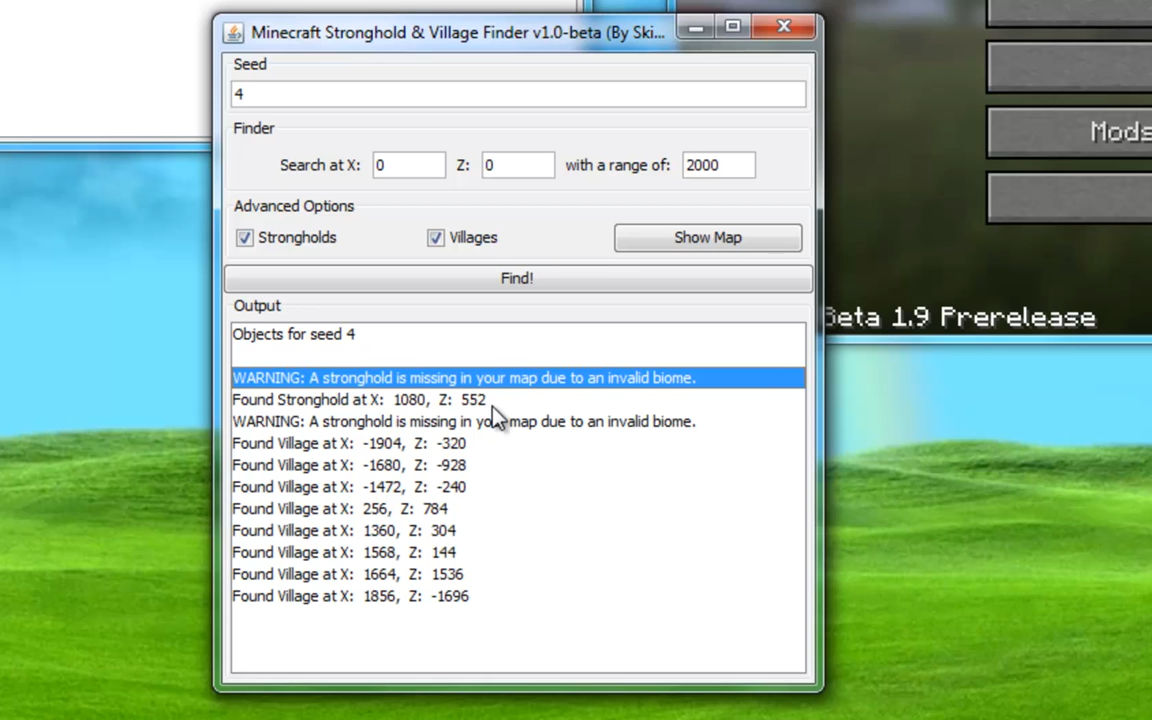 Minecraft Stronghold & Village Finder v1.0-beta (By Ski...
Seed
4
Finder
Search at X: 0 Z: 0 with a range of: 2000
Advanced Options
Strongholds Villages Show Map
Find!
Output
Objects for seed 4
WARNING: A stronghold is missing in your map due to an invalid biome.
Found Stronghold at X: 1080, Z: 552
WARNING: A stronghold is missing in your map due to an invalid biome.
Found Village at X: -1904, Z: -320
Found Village at X: -1680, Z: -928
Found Village at X: -1472, Z: -240
Found Village at X: 256, Z: 784
Found Village at X: 1360, Z: 304
Found Village at X: 1568, Z: 144
Found Village at X: 1664, Z: 1536
Found Village at X: 1856, Z: -1696
Mods
Beta 1.9 Prerelease